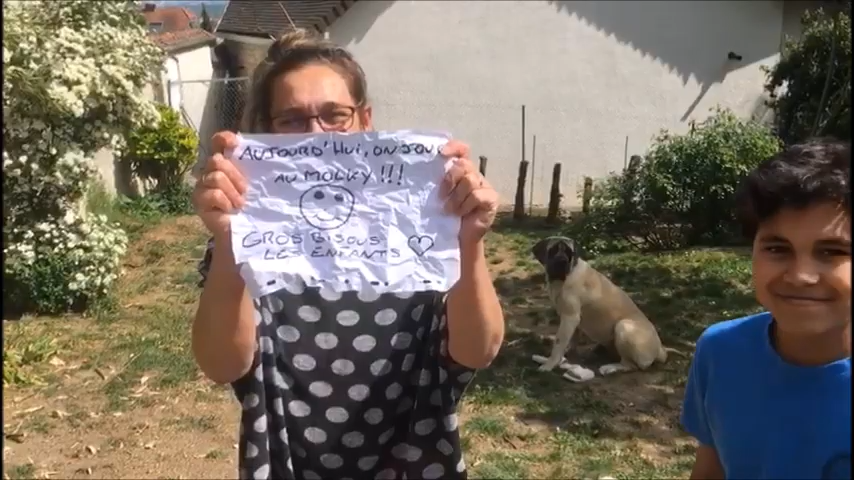 AUJOURD'HUI, ON JOUE
AU MOLKY !!!
GROS BISOUS
LES ENFANTS